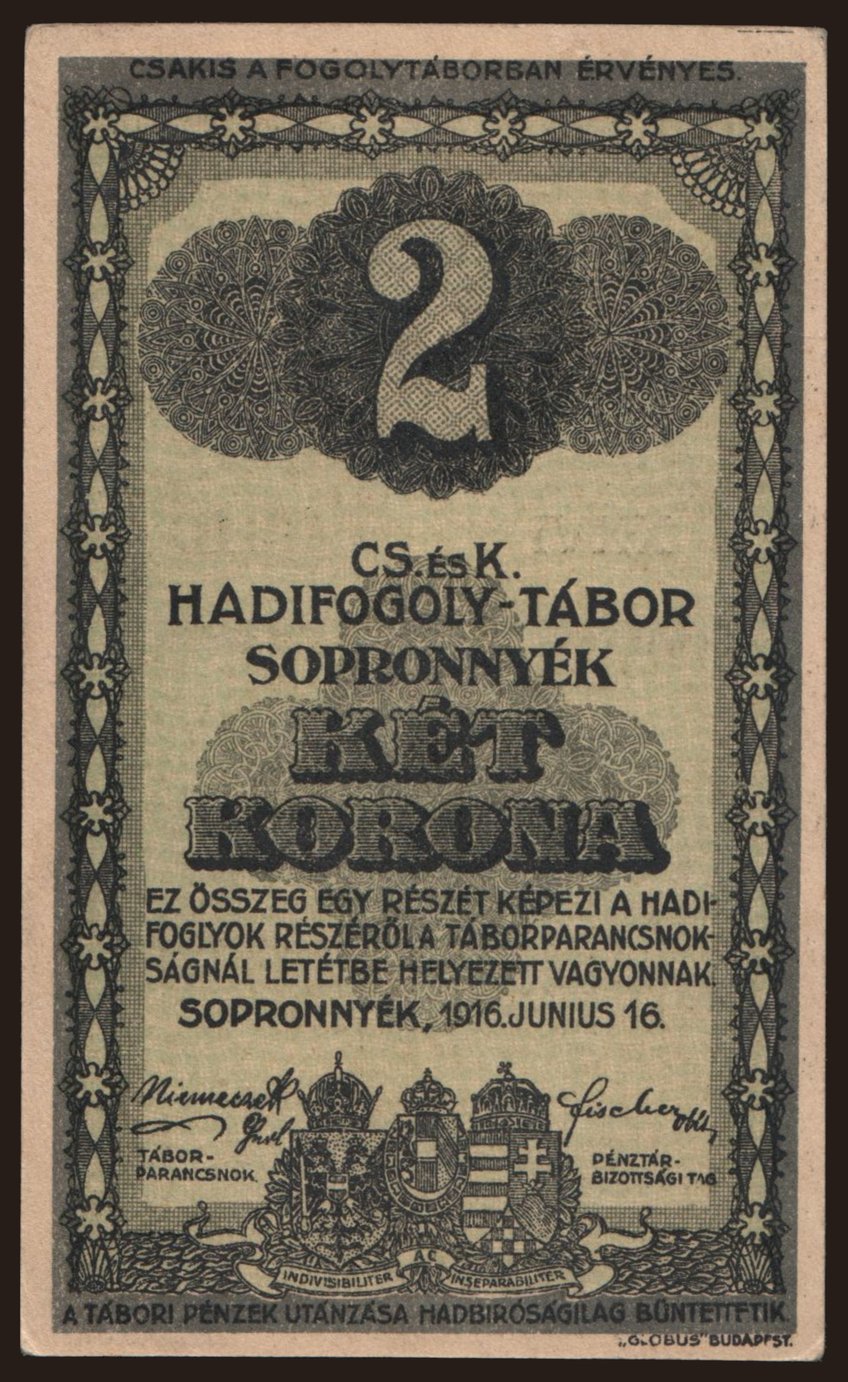 CSAKIS A FOGOLYTÁBORBAN ÉRVÉNYES.
2
CS. ÉS K.
HADIFOGOLY-TÁBOR
SOPRONNYÉK
KÉT
KORONA
EZ ÖSSZEG EGY RÉSZÉT KÉPEZI A HADI-
FOGLYOK RÉSZÉRŐL A TÁBORPARANCSNOK-
SÁGNÁL LETÉTBE HELYEZETT VAGYONNAK.
SOPRONNYÉK, 1916. JUNIUS 16.
Niemeczek
TÁBOR-
PARANCSNOK.
Fischer
PÉNZTÁR-
BIZOTTSÁGI TAG
INDIVISIBILITER AC INSEPARABILITER
A TÁBORI PÉNZEK UTÁNZÁSA HADBIRÓSÁGILAG BÜNTETTETIK.
„GLOBUS" BUDAPEST.